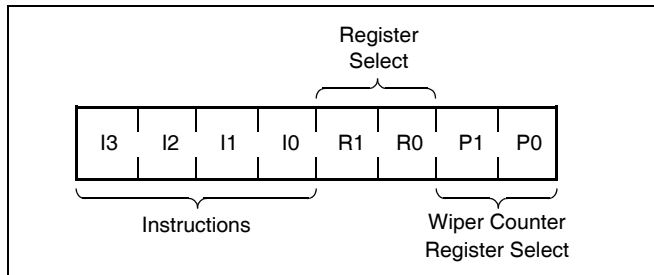 Register
Select
I3 I2 I1 I0 R1 R0 P1 P0
Instructions
Wiper Counter
Register Select